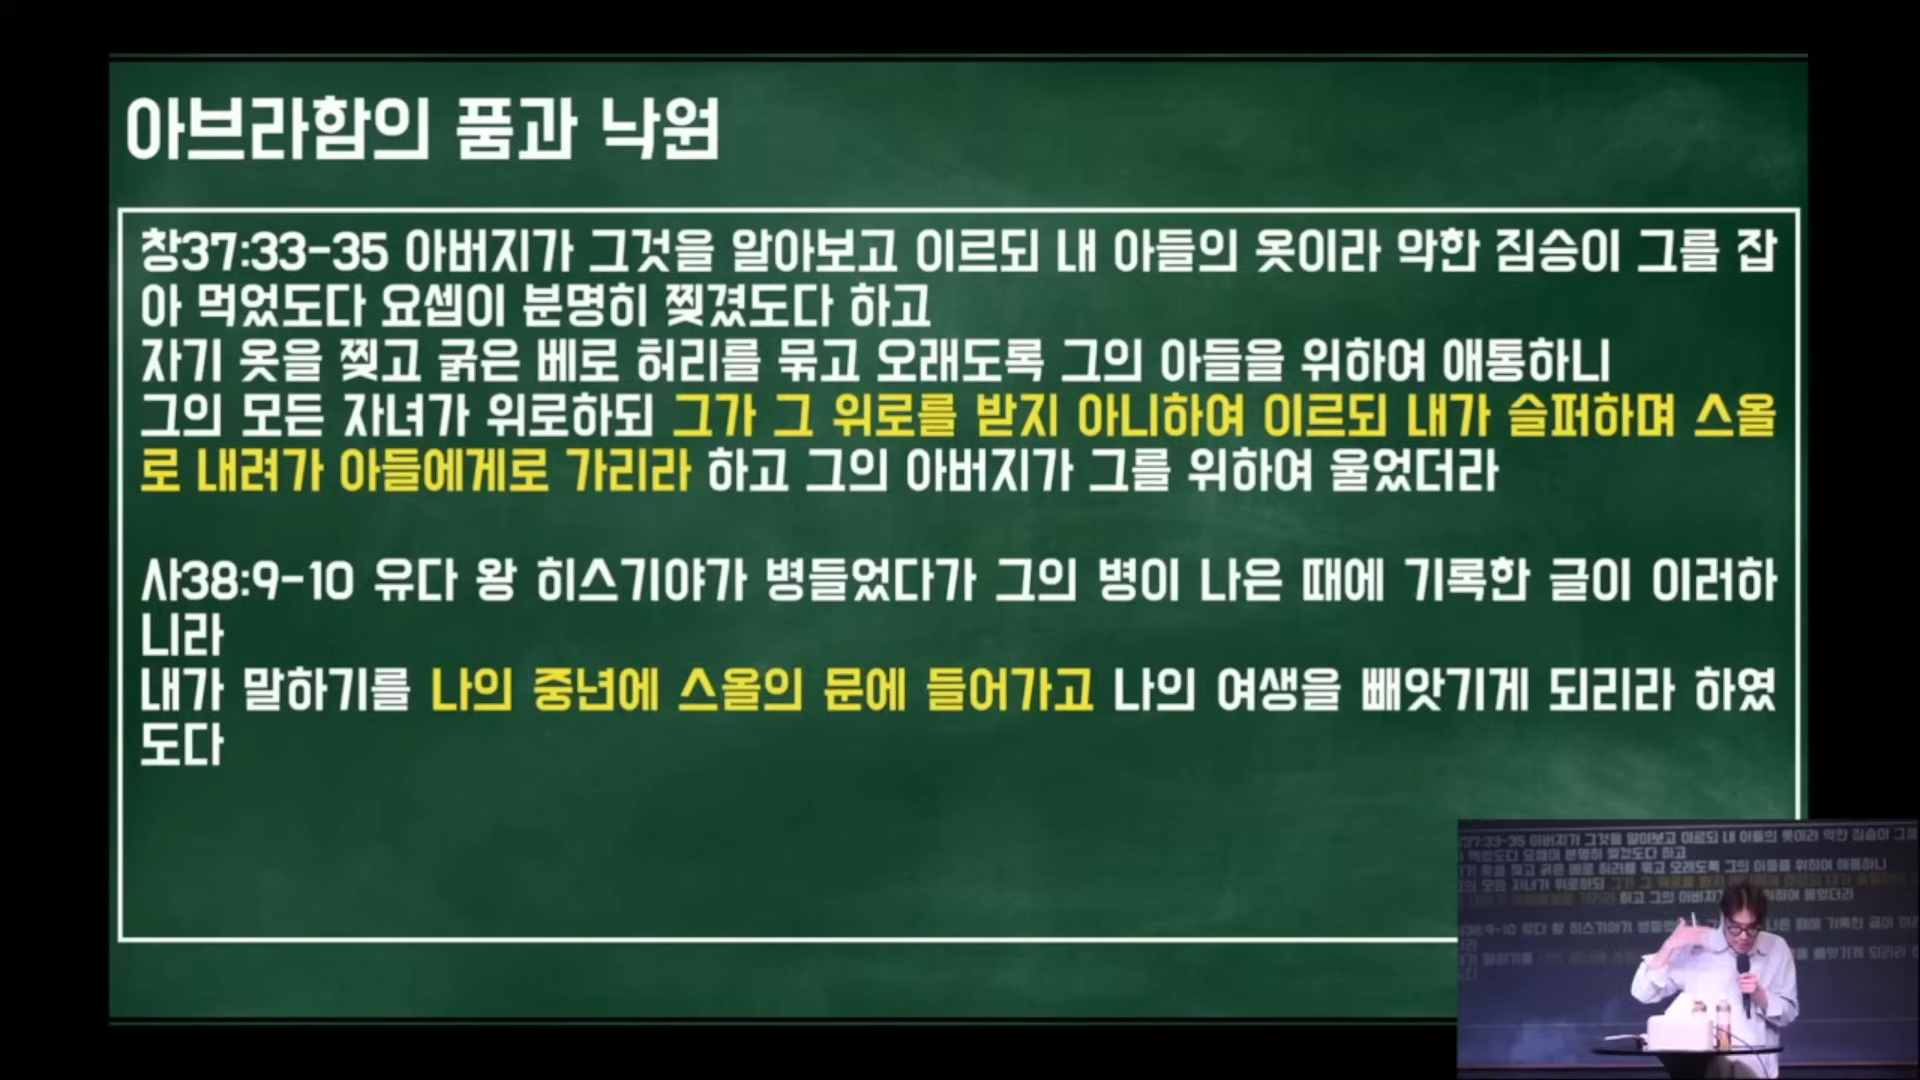 아브라함의 품과 낙원
창37:33-35 아버지가 그것을 알아보고 이르되 내 아들의 옷이라 악한 짐승이 그를 잡
아 먹었도다 요셉이 분명히 찢겼도다 하고
자기 옷을 찢고 굵은 베로 허리를 묶고 오래도록 그의 아들을 위하여 애통하니
그의 모든 자녀가 위로하되 그가 그 위로를 받지 아니하여 이르되 내가 슬퍼하며 스올
로 내려가 아들에게로 가리라 하고 그의 아버지가 그를 위하여 울었더라
사38:9-10 유다 왕 히스기야가 병들었다가 그의 병이 나은 때에 기록한 글이 이러하
니라
내가 말하기를 나의 중년에 스올의 문에 들어가고 나의 여생을 빼앗기게 되리라 하였
도다